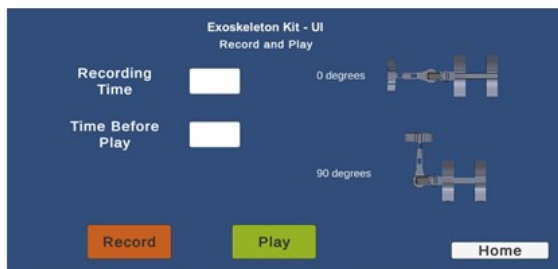 Exoskeleton Kit - UI
Record and Play
Recording
Time
0 degrees
Time Before
Play
90 degrees
Record
Play
Home